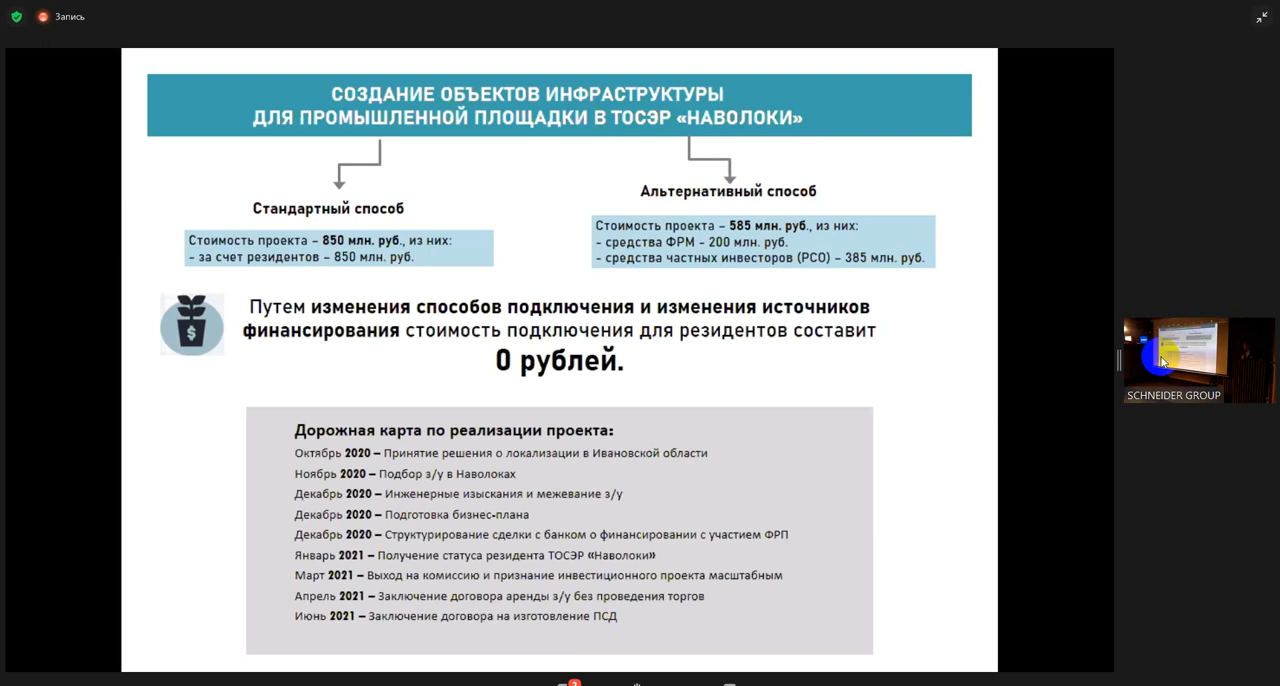 Запись
СОЗДАНИЕ ОБЪЕКТОВ ИНФРАСТРУКТУРЫ
ДЛЯ ПРОМЫШЛЕННОЙ ПЛОЩАДКИ В ТОСЭР «НАВОЛОКИ»
Стандартный способ
Стоимость проекта – 850 млн. руб., из них:
- за счет резидентов – 850 млн. руб.
Альтернативный способ
Стоимость проекта – 585 млн. руб., из них:
- средства ФРМ - 200 млн. руб.
- средства частных инвесторов (РСО) – 385 млн. руб.
$
Путем изменения способов подключения и изменения источников
финансирования стоимость подключения для резидентов составит
0 рублей.
Дорожная карта по реализации проекта:
Октябрь 2020 – Принятие решения о локализации в Ивановской области
Ноябрь 2020 – Подбор з/у в Наволоках
Декабрь 2020 – Инженерные изыскания и межевание з/у
Декабрь 2020 – Подготовка бизнес-плана
Декабрь 2020 – Структурирование сделки с банком о финансировании с участием ФРП
Январь 2021 – Получение статуса резидента ТОСЭР «Наволоки»
Март 2021 – Выход на комиссию и признание инвестиционного проекта масштабным
Апрель 2021 – Заключение договора аренды з/у без проведения торгов
Июнь 2021 – Заключение договора на изготовление ПСД
SCHNEIDER GROUP